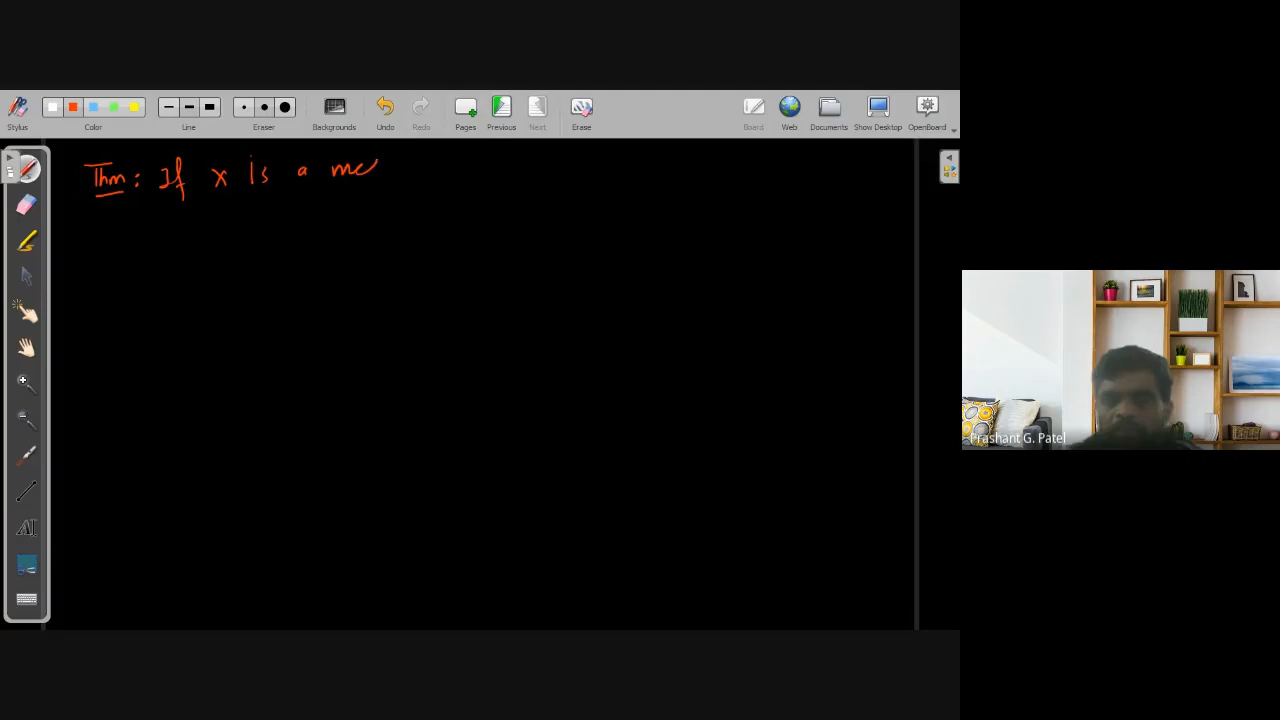 Stylus
Color
Line
Eraser
Backgrounds
Undo
Redo
Pages
Previous
Next
Erase
Board
Web
Documents
Show Desktop
OpenBoard
Thm: If x is a me
Prashant G. Patel